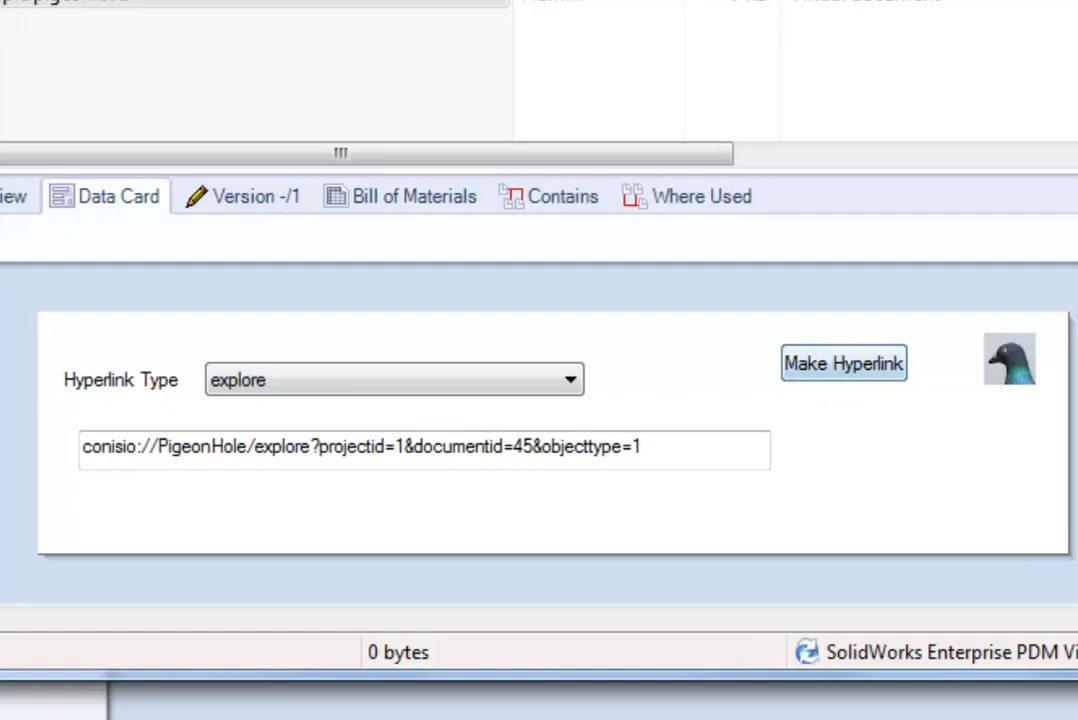 iew Data Card Version -/1 Bill of Materials Contains Where Used
Hyperlink Type explore Make Hyperlink
conisio://PigeonHole/explore?projectid=1&documentid=45&objecttype=1
0 bytes SolidWorks Enterprise PDM Vi